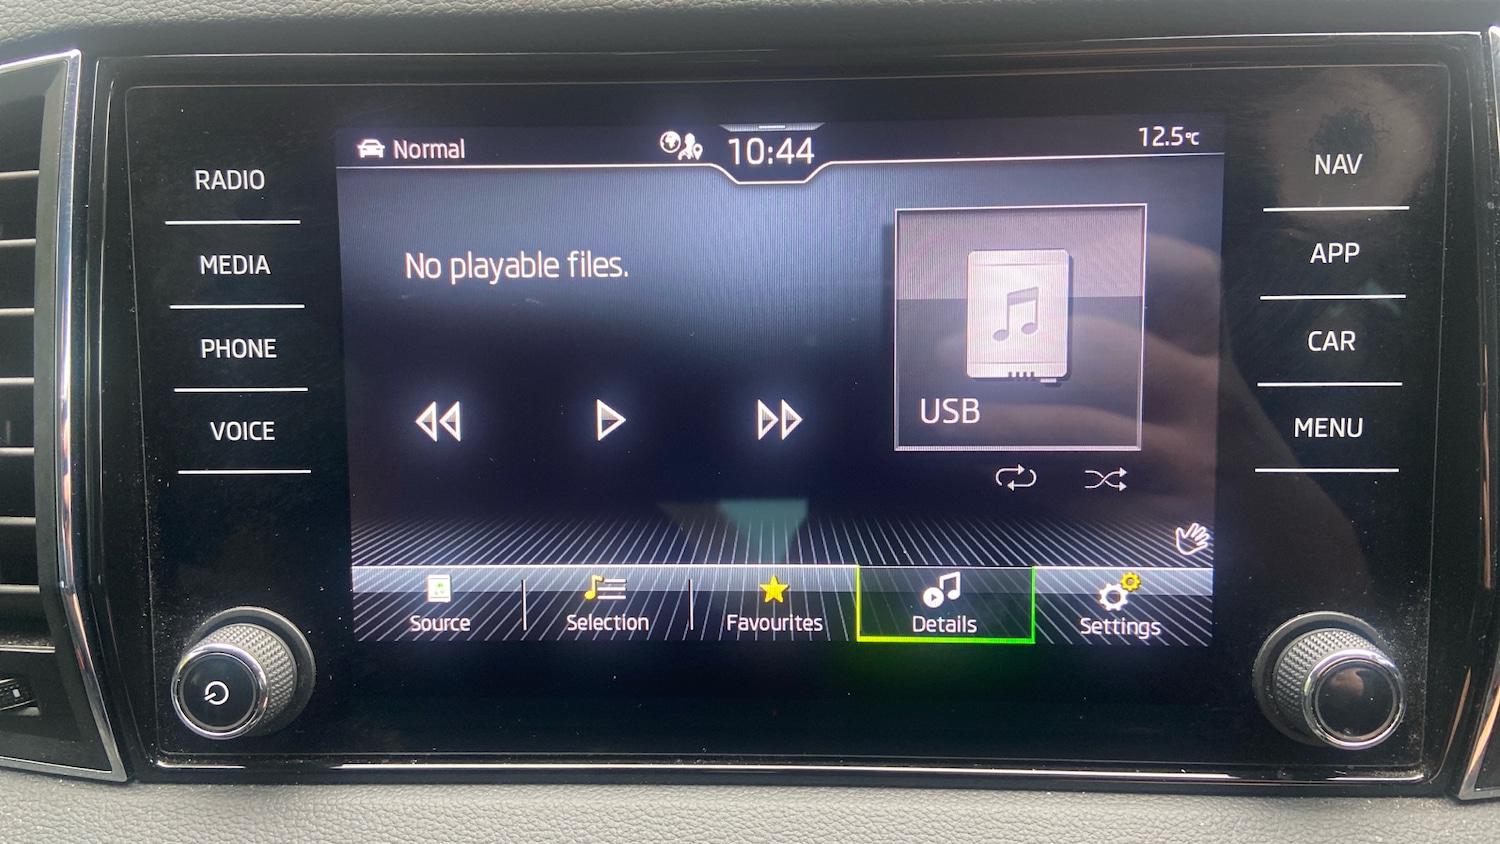 Normal
10:44
12.5°C
RADIO
MEDIA
PHONE
VOICE
No playable files.
USB
NAV
APP
CAR
MENU
Source
Selection
Favourites
Details
Settings